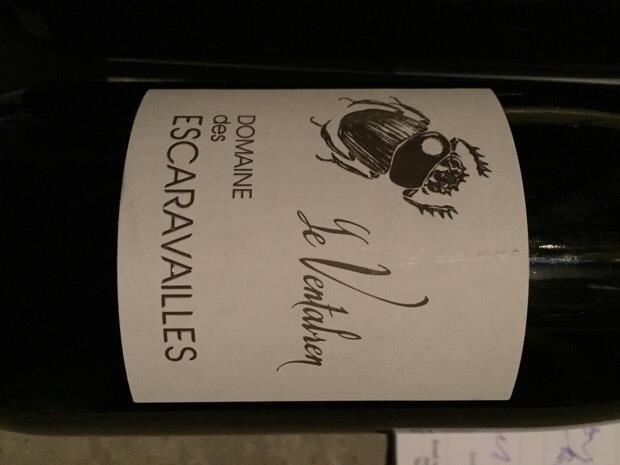 Le Ventabren
DOMAINE
des
ESCARAVAILLES